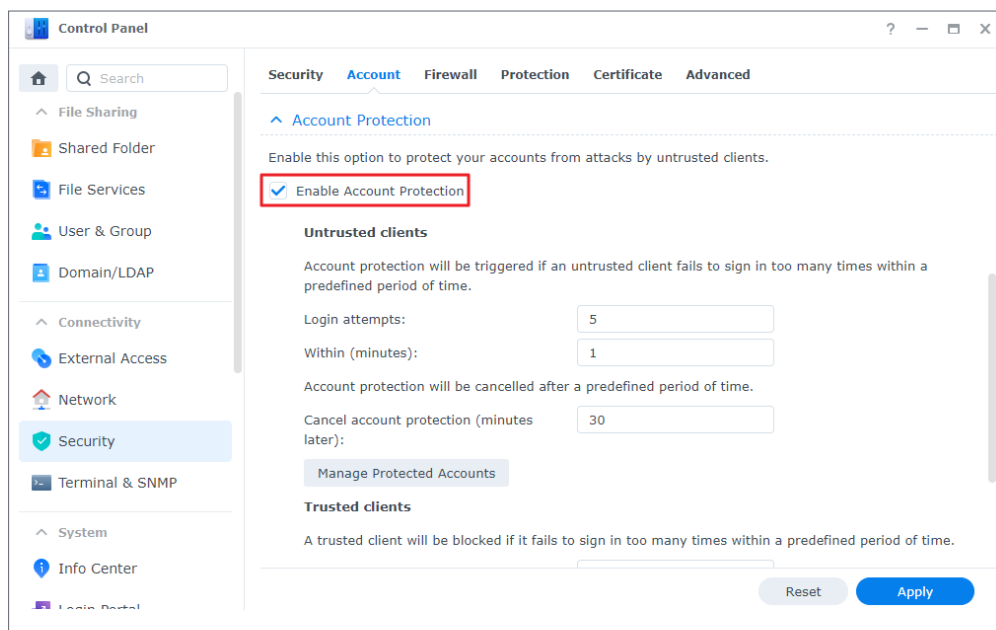 Control Panel
?
Search
Security Account Firewall Protection Certificate Advanced
File Sharing
Shared Folder
File Services
User & Group
Domain/LDAP
Connectivity
External Access
Network
Security
Terminal & SNMP
System
Info Center
Login Portal
Account Protection
Enable this option to protect your accounts from attacks by untrusted clients.
Enable Account Protection
Untrusted clients
Account protection will be triggered if an untrusted client fails to sign in too many times within a
predefined period of time.
Login attempts: 5
Within (minutes): 1
Account protection will be cancelled after a predefined period of time.
Cancel account protection (minutes 30
later):
Manage Protected Accounts
Trusted clients
A trusted client will be blocked if it fails to sign in too many times within a predefined period of time.
Reset Apply